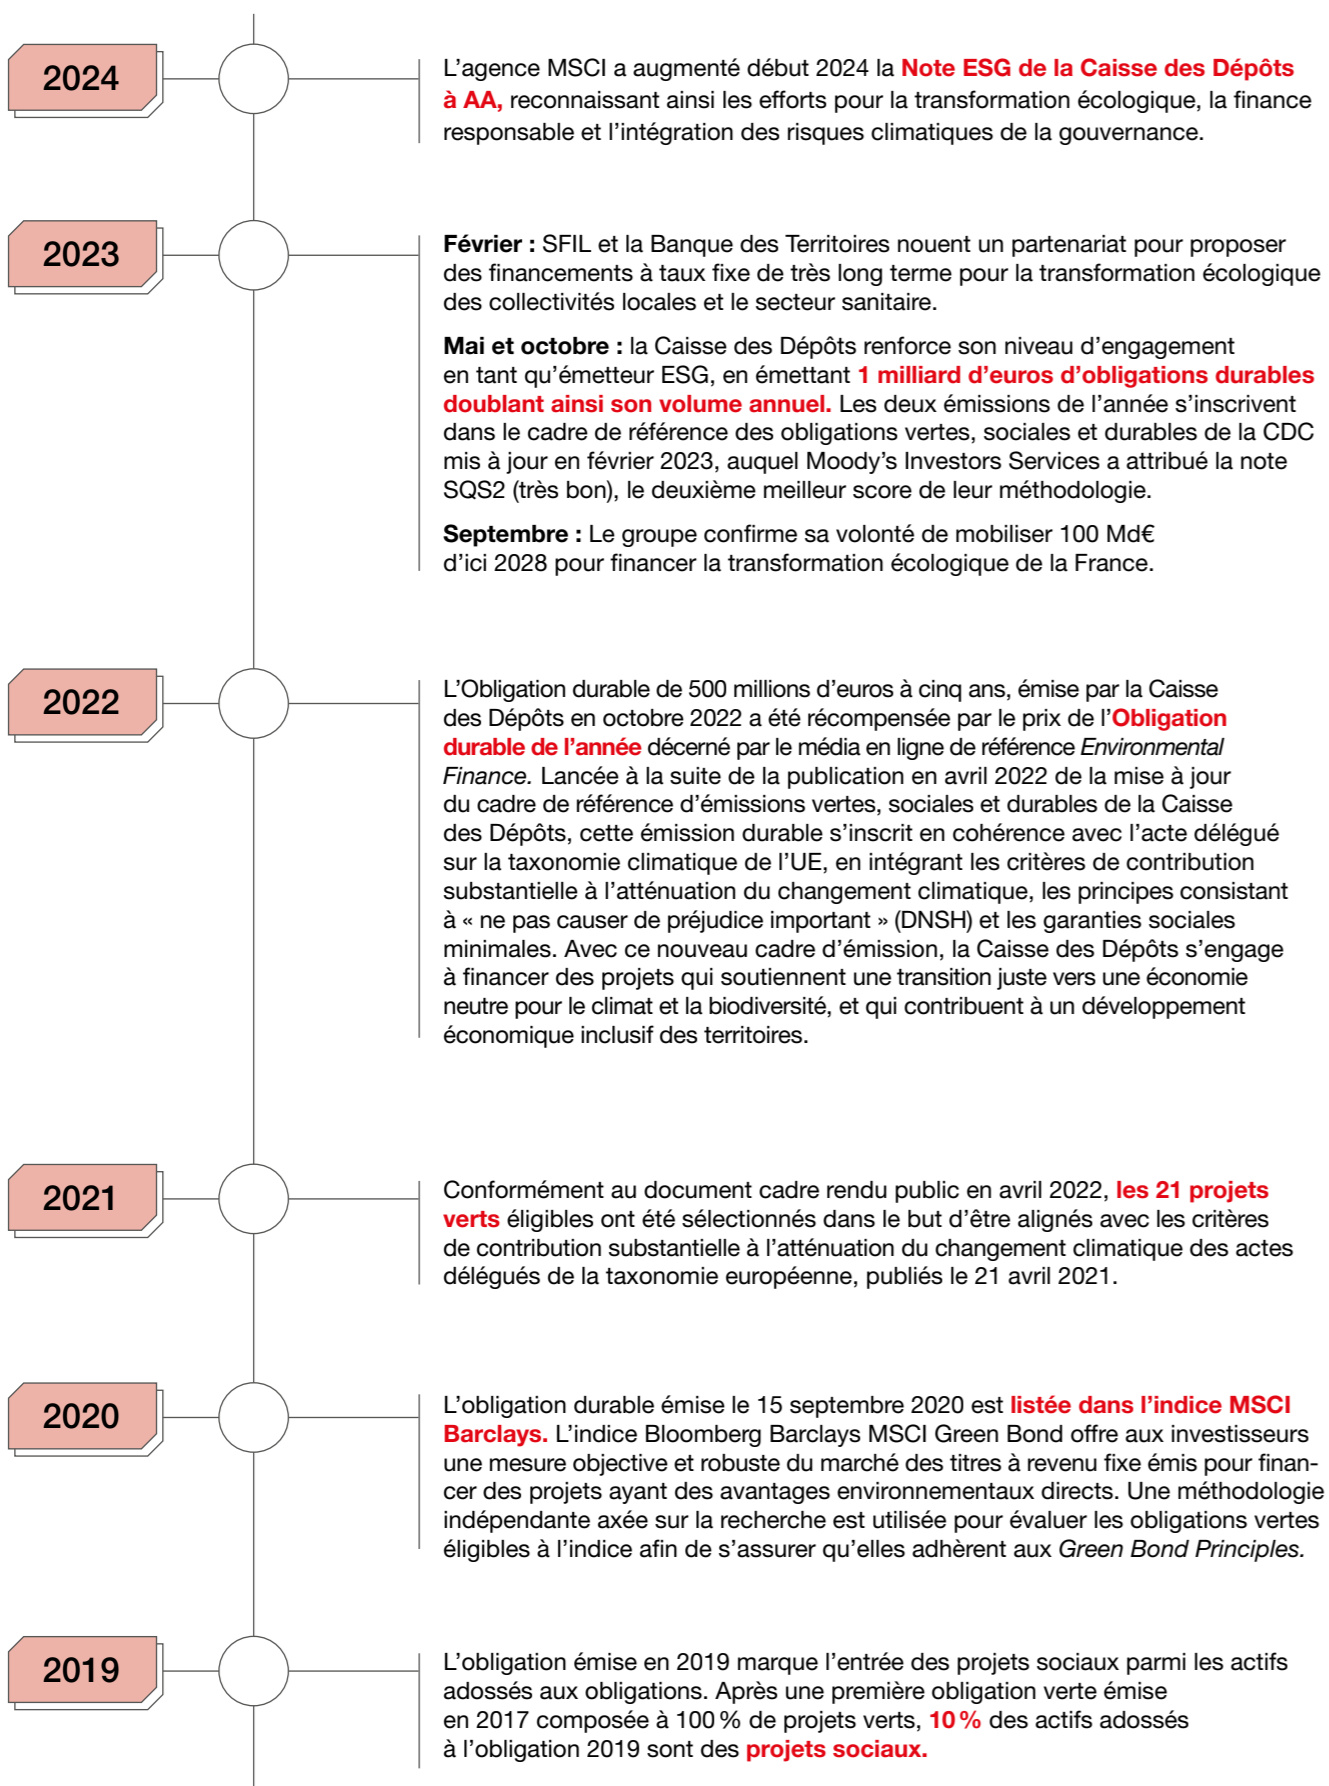 2024
L'agence MSCI a augmenté début 2024 la Note ESG de la Caisse des Dépôts
à AA, reconnaissant ainsi les efforts pour la transformation écologique, la finance
responsable et l'intégration des risques climatiques de la gouvernance.
2023
Février : SFIL et la Banque des Territoires nouent un partenariat pour proposer
des financements à taux fixe de très long terme pour la transformation écologique
des collectivités locales et le secteur sanitaire.
Mai et octobre : la Caisse des Dépôts renforce son niveau d'engagement
en tant qu'émetteur ESG, en émettant 1 milliard d'euros d'obligations durables
doublant ainsi son volume annuel. Les deux émissions de l'année s'inscrivent
dans le cadre de référence des obligations vertes, sociales et durables de la CDC
mis à jour en février 2023, auquel Moody's Investors Services a attribué la note
SQS2 (très bon), le deuxième meilleur score de leur méthodologie.
Septembre : Le groupe confirme sa volonté de mobiliser 100 Md€
d'ici 2028 pour financer la transformation écologique de la France.
2022
L'Obligation durable de 500 millions d'euros à cinq ans, émise par la Caisse
des Dépôts en octobre 2022 a été récompensée par le prix de l'Obligation
durable de l'année décerné par le média en ligne de référence Environmental
Finance. Lancée à la suite de la publication en avril 2022 de la mise à jour
du cadre de référence d'émissions vertes, sociales et durables de la Caisse
des Dépôts, cette émission durable s'inscrit en cohérence avec l'acte délégué
sur la taxonomie climatique de l'UE, en intégrant les critères de contribution
substantielle à l'atténuation du changement climatique, les principes consistant
à « ne pas causer de préjudice important » (DNSH) et les garanties sociales
minimales. Avec ce nouveau cadre d'émission, la Caisse des Dépôts s'engage
à financer des projets qui soutiennent une transition juste vers une économie
neutre pour le climat et la biodiversité, et qui contribuent à un développement
économique inclusif des territoires.
2021
Conformément au document cadre rendu public en avril 2022, les 21 projets
verts éligibles ont été sélectionnés dans le but d'être alignés avec les critères
de contribution substantielle à l'atténuation du changement climatique des actes
délégués de la taxonomie européenne, publiés le 21 avril 2021.
2020
L'obligation durable émise le 15 septembre 2020 est listée dans l'indice MSCI
Barclays. L'indice Bloomberg Barclays MSCI Green Bond offre aux investisseurs
une mesure objective et robuste du marché des titres à revenu fixe émis pour finan-
cer des projets ayant des avantages environnementaux directs. Une méthodologie
indépendante axée sur la recherche est utilisée pour évaluer les obligations vertes
éligibles à l'indice afin de s'assurer qu'elles adhèrent aux Green Bond Principles.
2019
L'obligation émise en 2019 marque l'entrée des projets sociaux parmi les actifs
adossés aux obligations. Après une première obligation verte émise
en 2017 composée à 100 % de projets verts, 10 % des actifs adossés
à l'obligation 2019 sont des projets sociaux.